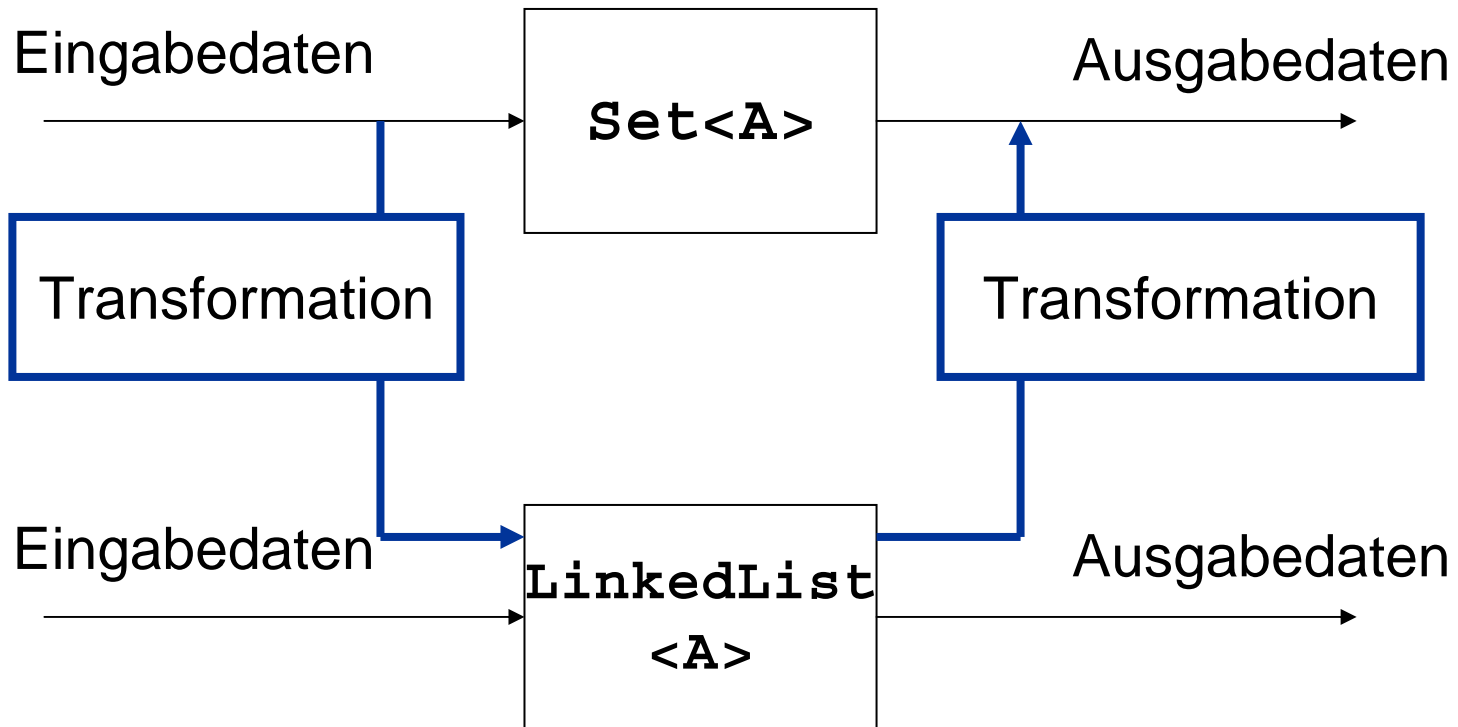 Eingabedaten
Set<A>
Ausgabedaten
Transformation
Transformation
Eingabedaten
LinkedList
<A>
Ausgabedaten